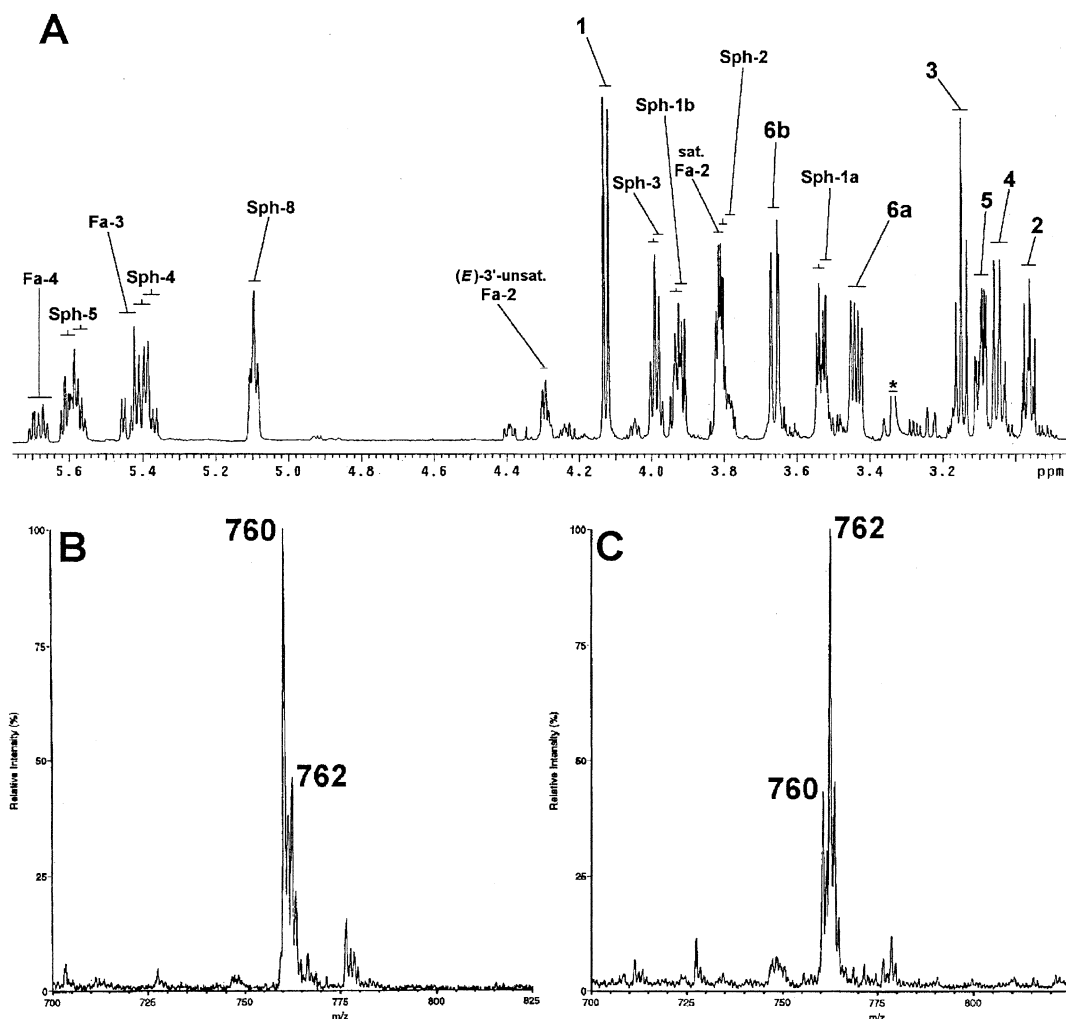 A
1
Sph-2
3
Sph-1b
6b
sat.
Fa-2
Sph-3
Sph-1a
4
5
6a
2
Fa-3
Sph-8
Sph-4
Fa-4
(E)-3'-unsat.
Fa-2
Sph-5
*
5.6 5.4 5.2 5.0 4.8 4.6 4.4 4.2 4.0 3.8 3.6 3.4 3.2 ppm
B
760
762
100
75
50
25
0
Relative Intensity (%)
700 725 750 775 800 825
m/z
C
762
760
100
75
50
25
0
Relative Intensity (%)
700 725 750 775 800
m/z